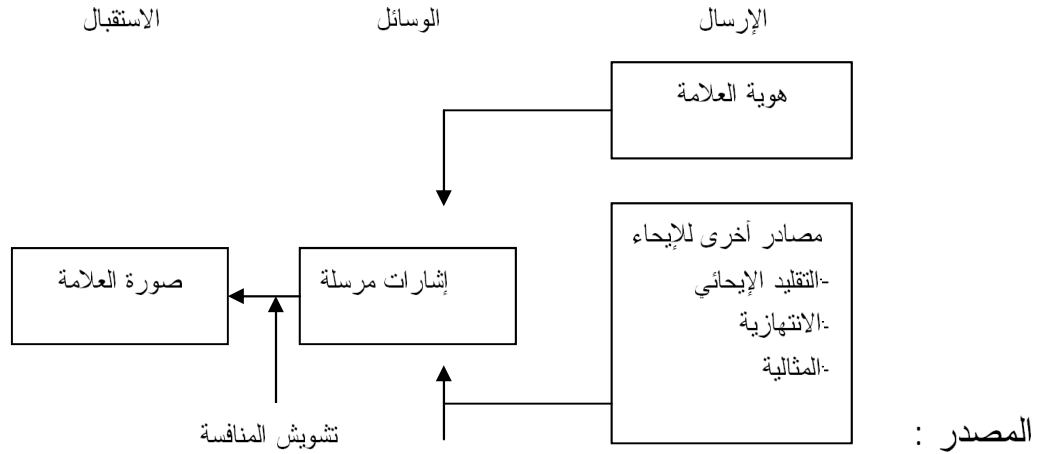 الإرسال
الوسائل
الاستقبال
هوية العلامة
مصادر أخرى للإيحاء
-التقليد الإيحائي
-الانتهازية
-المثالية
إشارات مرسلة
صورة العلامة
تشويش المنافسة
المصدر :